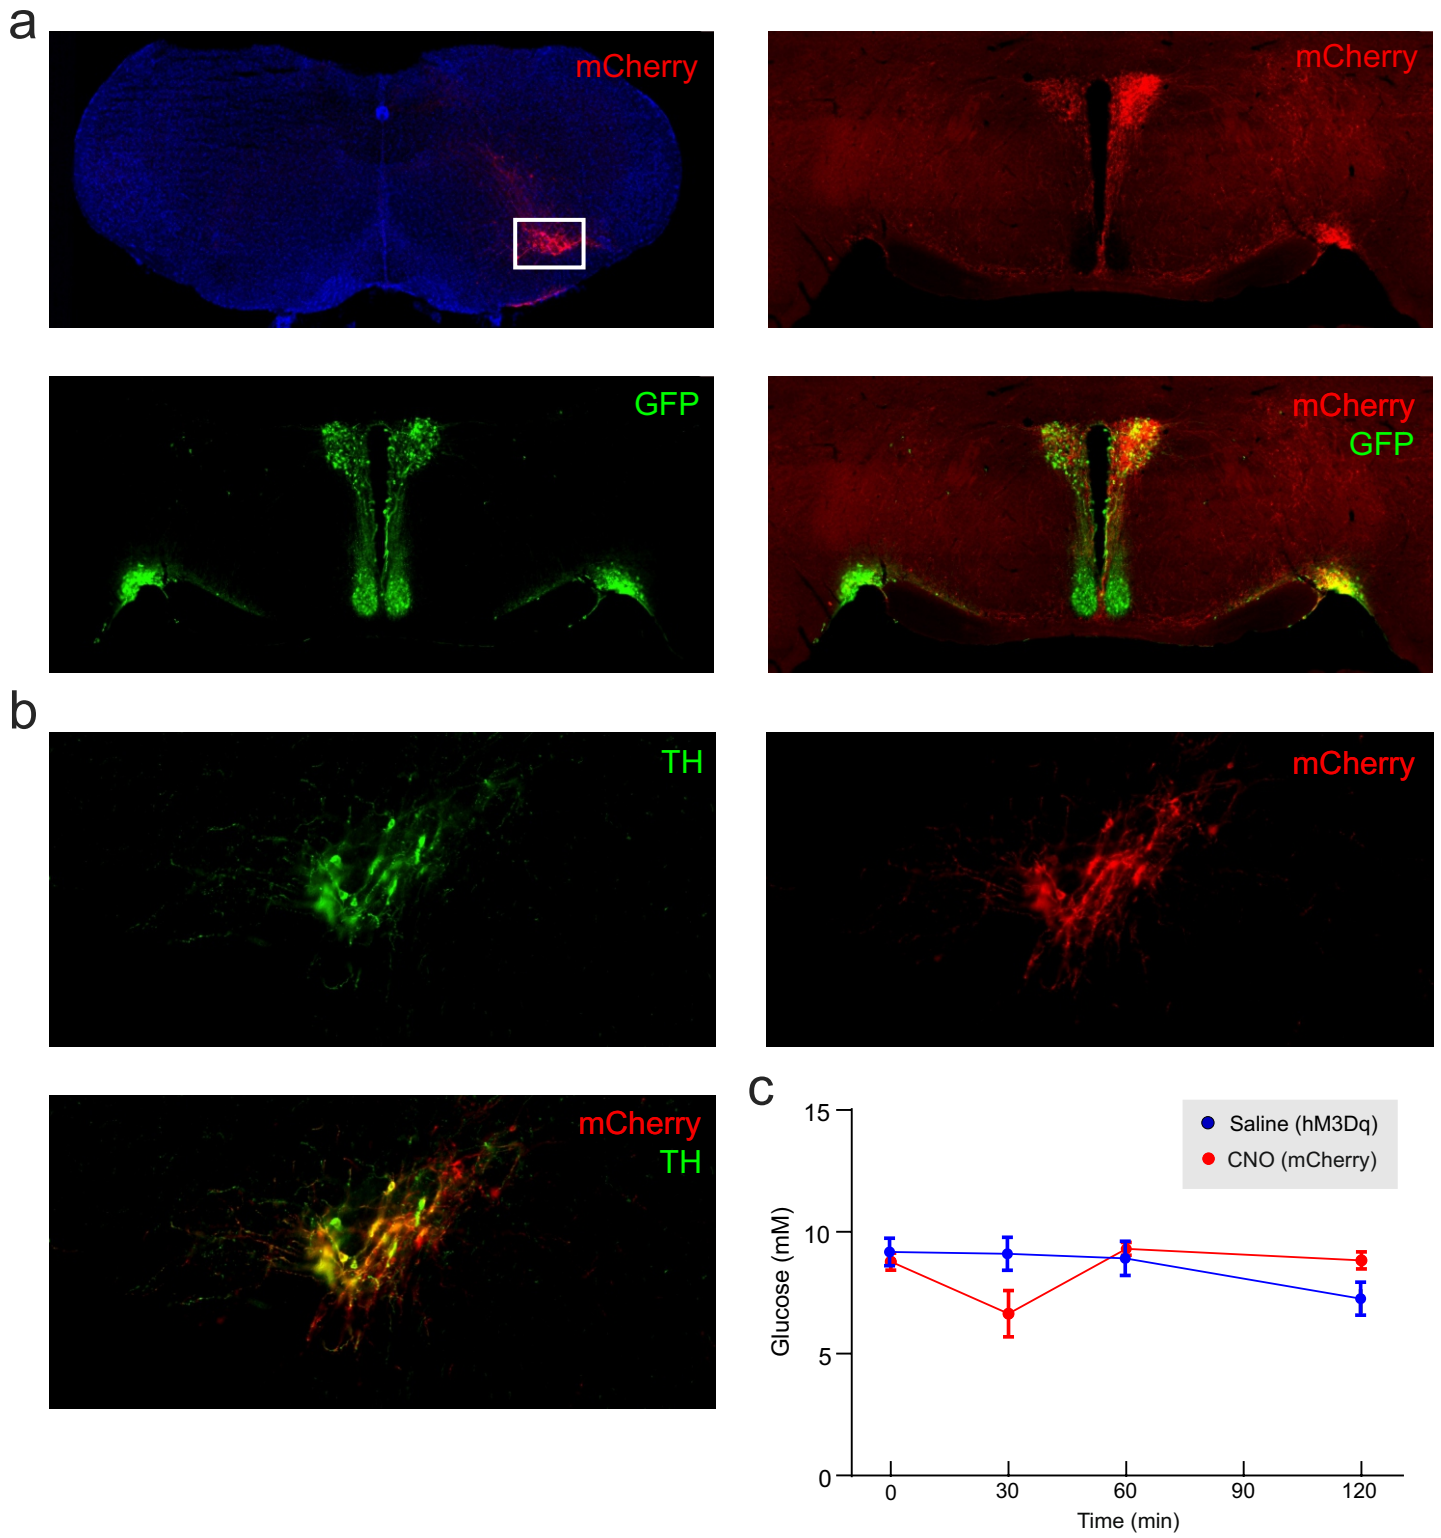 a
mCherry
mCherry
GFP
mCherry
GFP
b
TH
mCherry
mCherry
TH
c
15
10
5
0
Glucose (mM)
Saline (hM3Dq)
CNO (mCherry)
0 30 60 90 120
Time (min)